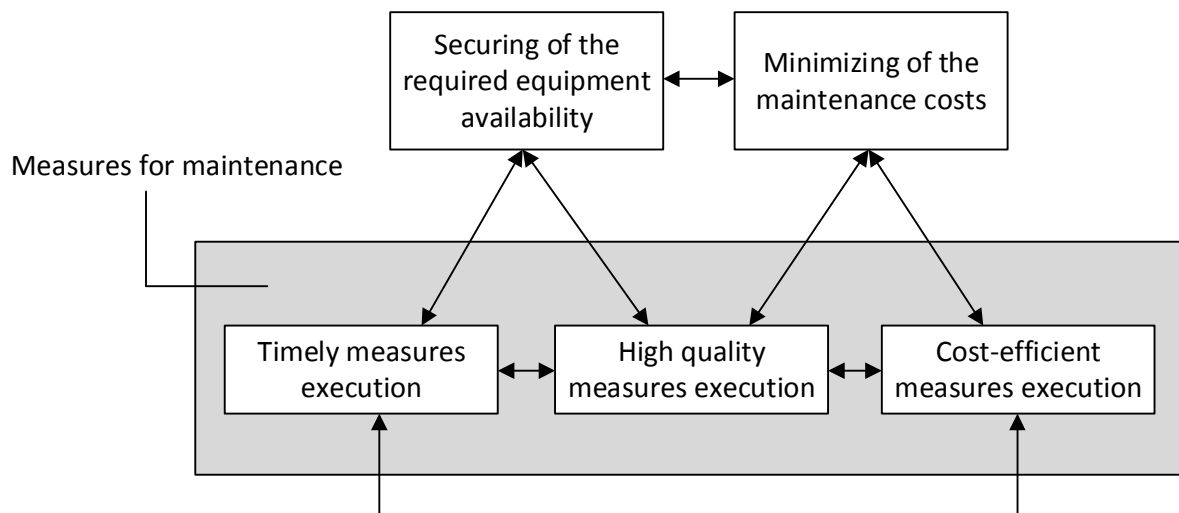 Securing of the
required equipment
availability
Minimizing of the
maintenance costs
Measures for maintenance
Timely measures
execution
High quality
measures execution
Cost-efficient
measures execution